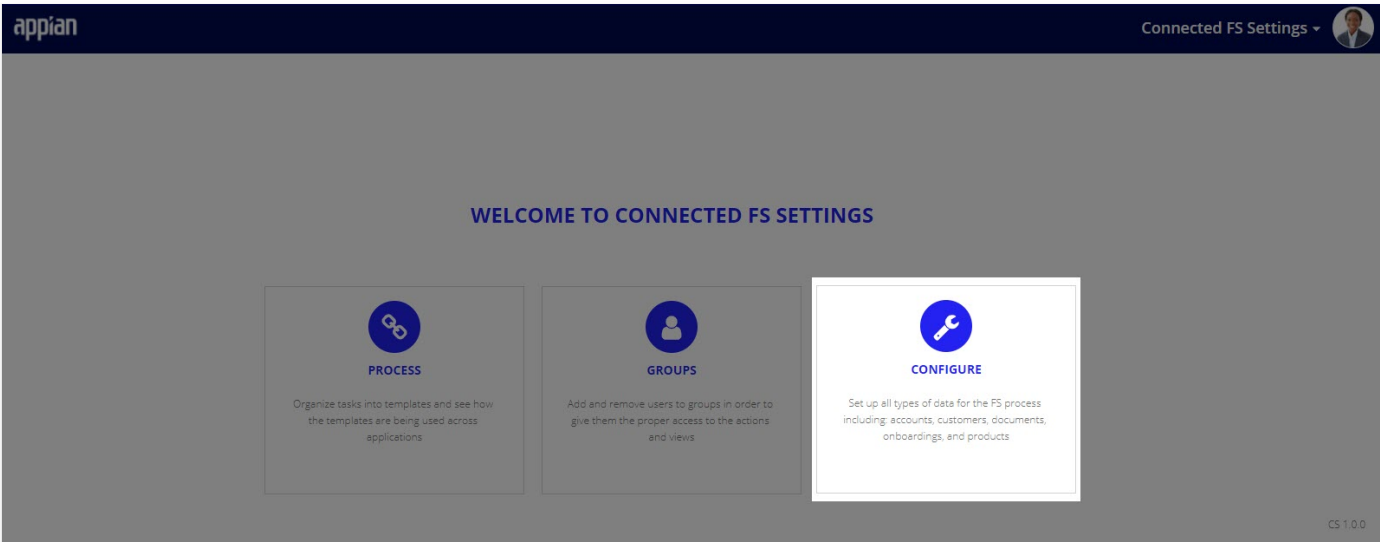 appian
Connected FS Settings
WELCOME TO CONNECTED FS SETTINGS
PROCESS
Organize tasks into templates and see how
the templates are being used across
applications
GROUPS
Add and remove users to groups in order to
give them the proper access to the actions
and views
CONFIGURE
Set up all types of data for the FS process
including: accounts, customers, documents,
onboardings, and products
CS 1.0.0